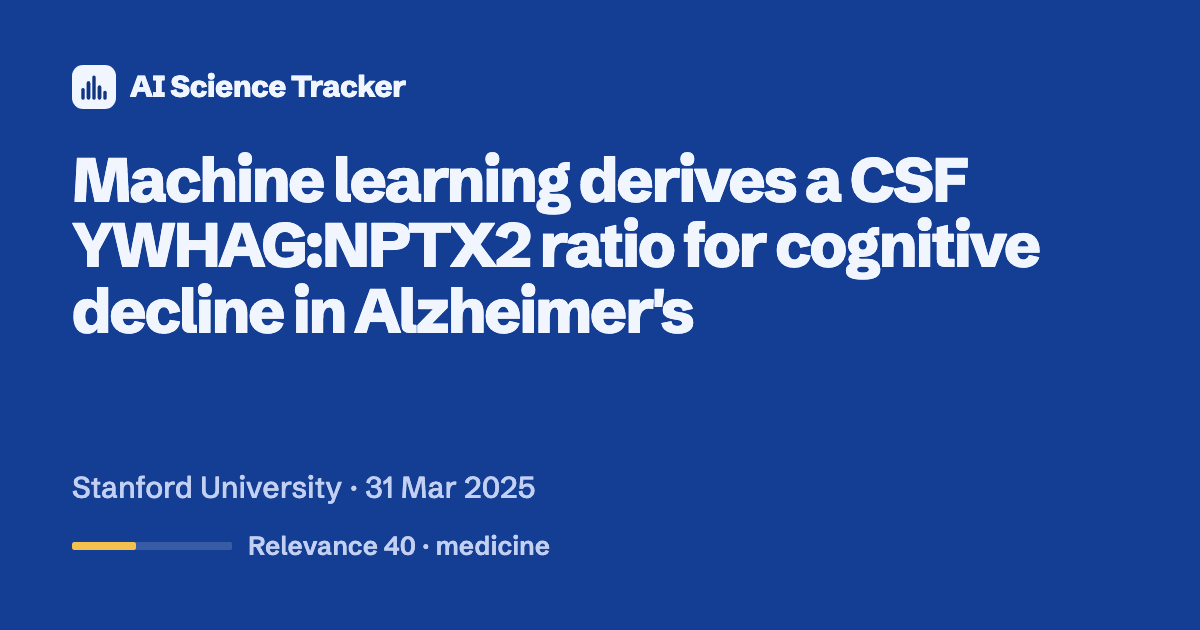 AI Science Tracker
Machine learning derives a CSF
YWHAG:NPTX2 ratio for cognitive
decline in Alzheimer's
Stanford University · 31 Mar 2025
Relevance 40 · medicine